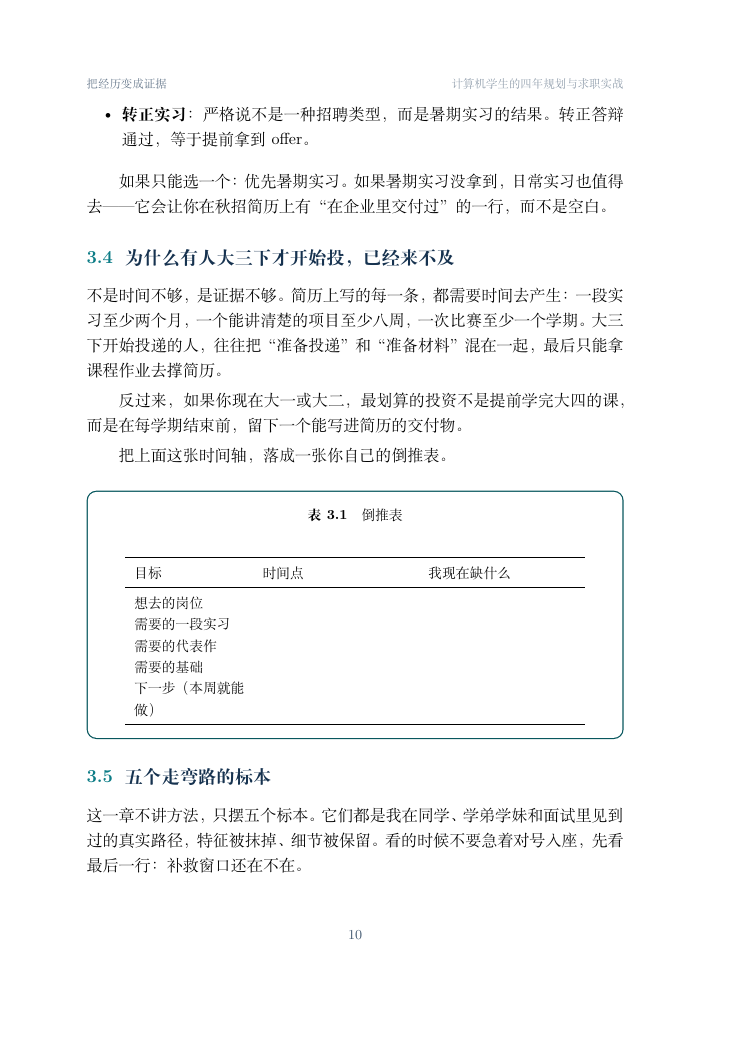 把经历变成证据 计算机学生的四年规划与求职实战
• 转正实习：严格说不是一种招聘类型，而是暑期实习的结果。转正答辩
通过，等于提前拿到 offer。
如果只能选一个：优先暑期实习。如果暑期实习没拿到，日常实习也值得
去——它会让你在秋招简历上有“在企业里交付过”的一行，而不是空白。
3.4 为什么有人大三下才开始投，已经来不及
不是时间不够，是证据不够。简历上写的每一条，都需要时间去产生：一段实
习至少两个月，一个能讲清楚的项目至少八周，一次比赛至少一个学期。大三
下开始投递的人，往往把“准备投递”和“准备材料”混在一起，最后只能拿
课程作业去撑简历。
反过来，如果你现在大一或大二，最划算的投资不是提前学完大四的课，
而是在每学期结束前，留下一个能写进简历的交付物。
把上面这张时间轴，落成一张你自己的倒推表。
表 3.1 倒推表
目标 时间点 我现在缺什么
想去的岗位
需要的一段实习
需要的代表作
需要的基础
下一步（本周就能
做）
3.5 五个走弯路的标本
这一章不讲方法，只摆五个标本。它们都是我在同学、学弟学妹和面试里见到
过的真实路径，特征被抹掉、细节被保留。看的时候不要急着对号入座，先看
最后一行：补救窗口还在不在。
10